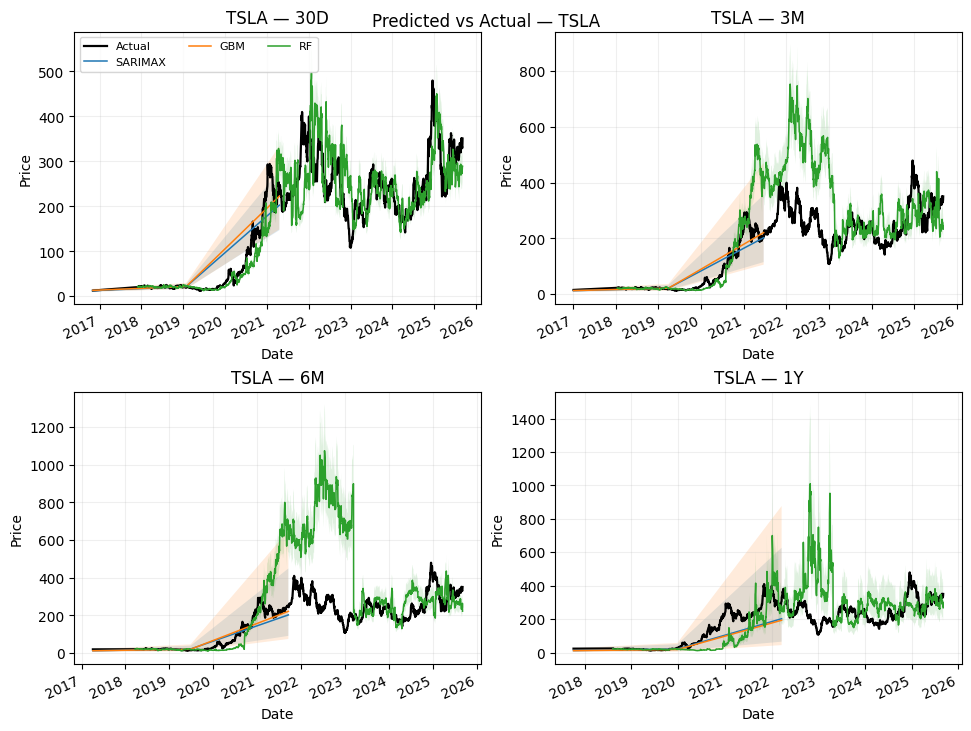 Predicted vs Actual — TSLA
TSLA — 30D
Actual
SARIMAX
GBM
RF
Price
500
400
300
200
100
0
2017 2018 2019 2020 2021 2022 2023 2024 2025 2026
Date
TSLA — 3M
Price
800
600
400
200
0
2017 2018 2019 2020 2021 2022 2023 2024 2025 2026
Date
TSLA — 6M
Price
1200
1000
800
600
400
200
0
2017 2018 2019 2020 2021 2022 2023 2024 2025 2026
Date
TSLA — 1Y
Price
1400
1200
1000
800
600
400
200
0
2018 2019 2020 2021 2022 2023 2024 2025 2026
Date